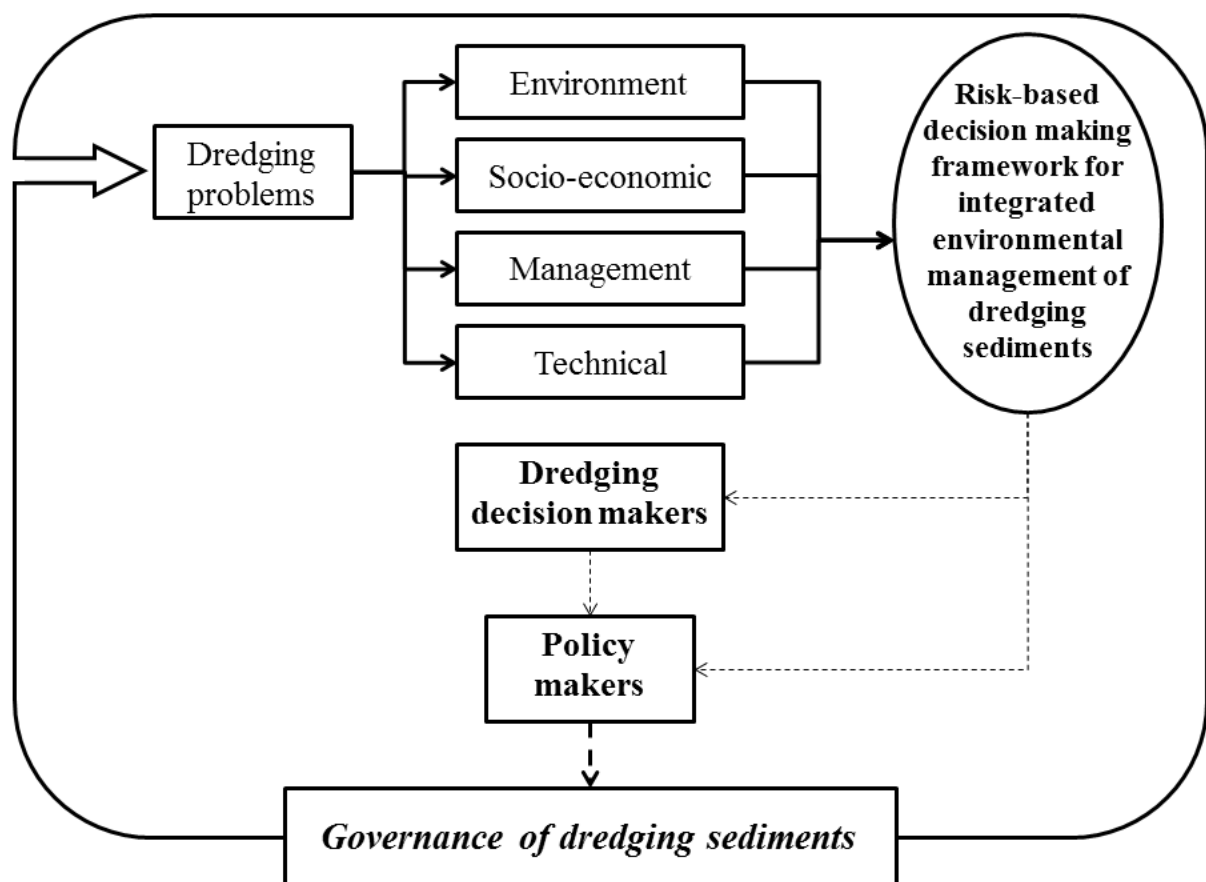 Dredging
problems
Environment
Socio-economic
Management
Technical
Risk-based
decision making
framework for
integrated
environmental
management of
dredging
sediments
Dredging
decision makers
Policy
makers
Governance of dredging sediments